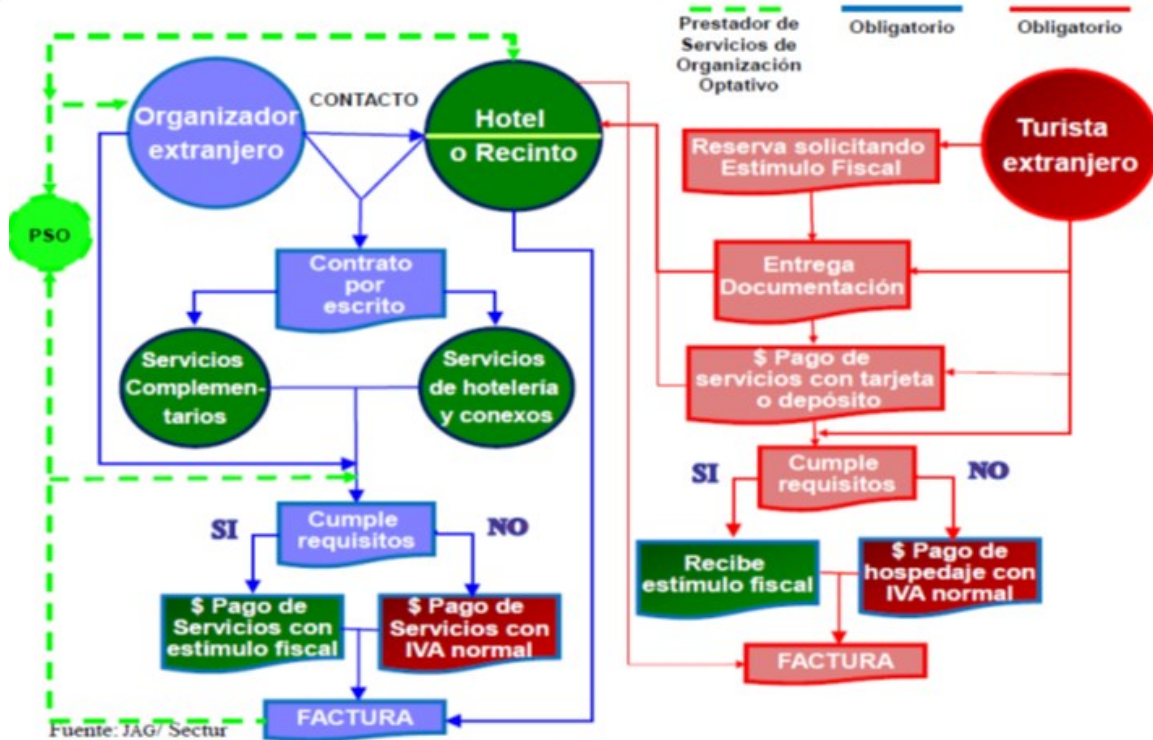 Prestador de
Servicios de
Organización
Optativo
Obligatorio
Obligatorio
Organizador
extranjero
CONTACTO
Hotel
o Recinto
Reserva solicitando
Estímulo Fiscal
Turista
extranjero
PSO
Contrato
por
escrito
Entrega
Documentación
Servicios
Complemen-
tarios
Servicios
de hotelería
y conexos
$ Pago de
servicios con tarjeta
o depósito
SI
Cumple
requisitos
NO
SI
Cumple
requisitos
NO
Recibe
estímulo fiscal
$ Pago de
hospedaje con
IVA normal
$ Pago de
Servicios con
estímulo fiscal
$ Pago de
Servicios con
IVA normal
FACTURA
FACTURA
Fuente: JAG/ Sectur